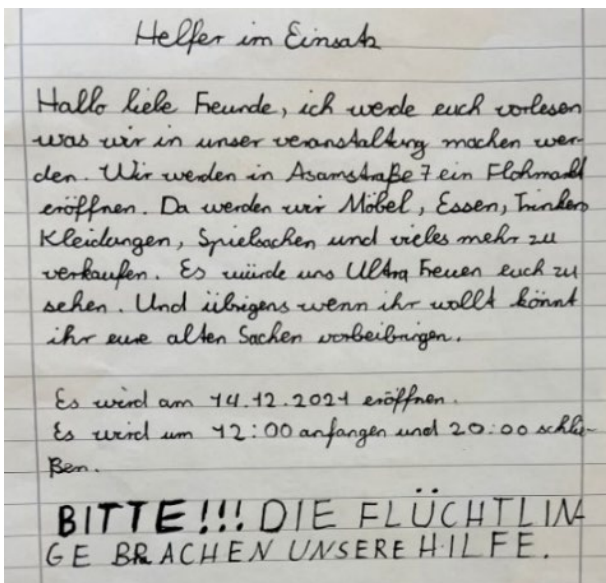 Helfer im Einsatz
Hallo liebe Freunde, ich werde euch vorlesen
was wir in unser veranstaltung machen wer-
den. Wir werden in Asamstraße 7 ein Flohmarkt
eröffnen. Da werden wir Möbel, Essen, Trinken,
Kleidungen, Spielsachen und vieles mehr zu
verkaufen. Es würde uns Ultra Freuen euch zu
sehen. Und übrigens wenn ihr wollt könnt
ihr eure alten Sachen vorbeibringen.
Es wird am 14.12.2021 eröffnen.
Es wird um 12:00 anfangen und 20:00 schlie-
ßen.
BITTE!!! DIE FLÜCHTLIN-
GE BRACHEN UNSERE HILFE.